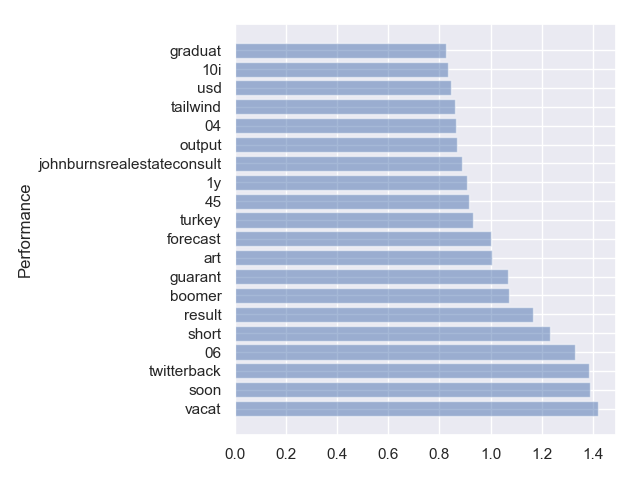 graduat
10i
usd
tailwind
04
output
johnburnsrealestateconsult
1y
45
turkey
forecast
art
guarant
boomer
result
short
06
twitterback
soon
vacat
Performance
0.0 0.2 0.4 0.6 0.8 1.0 1.2 1.4